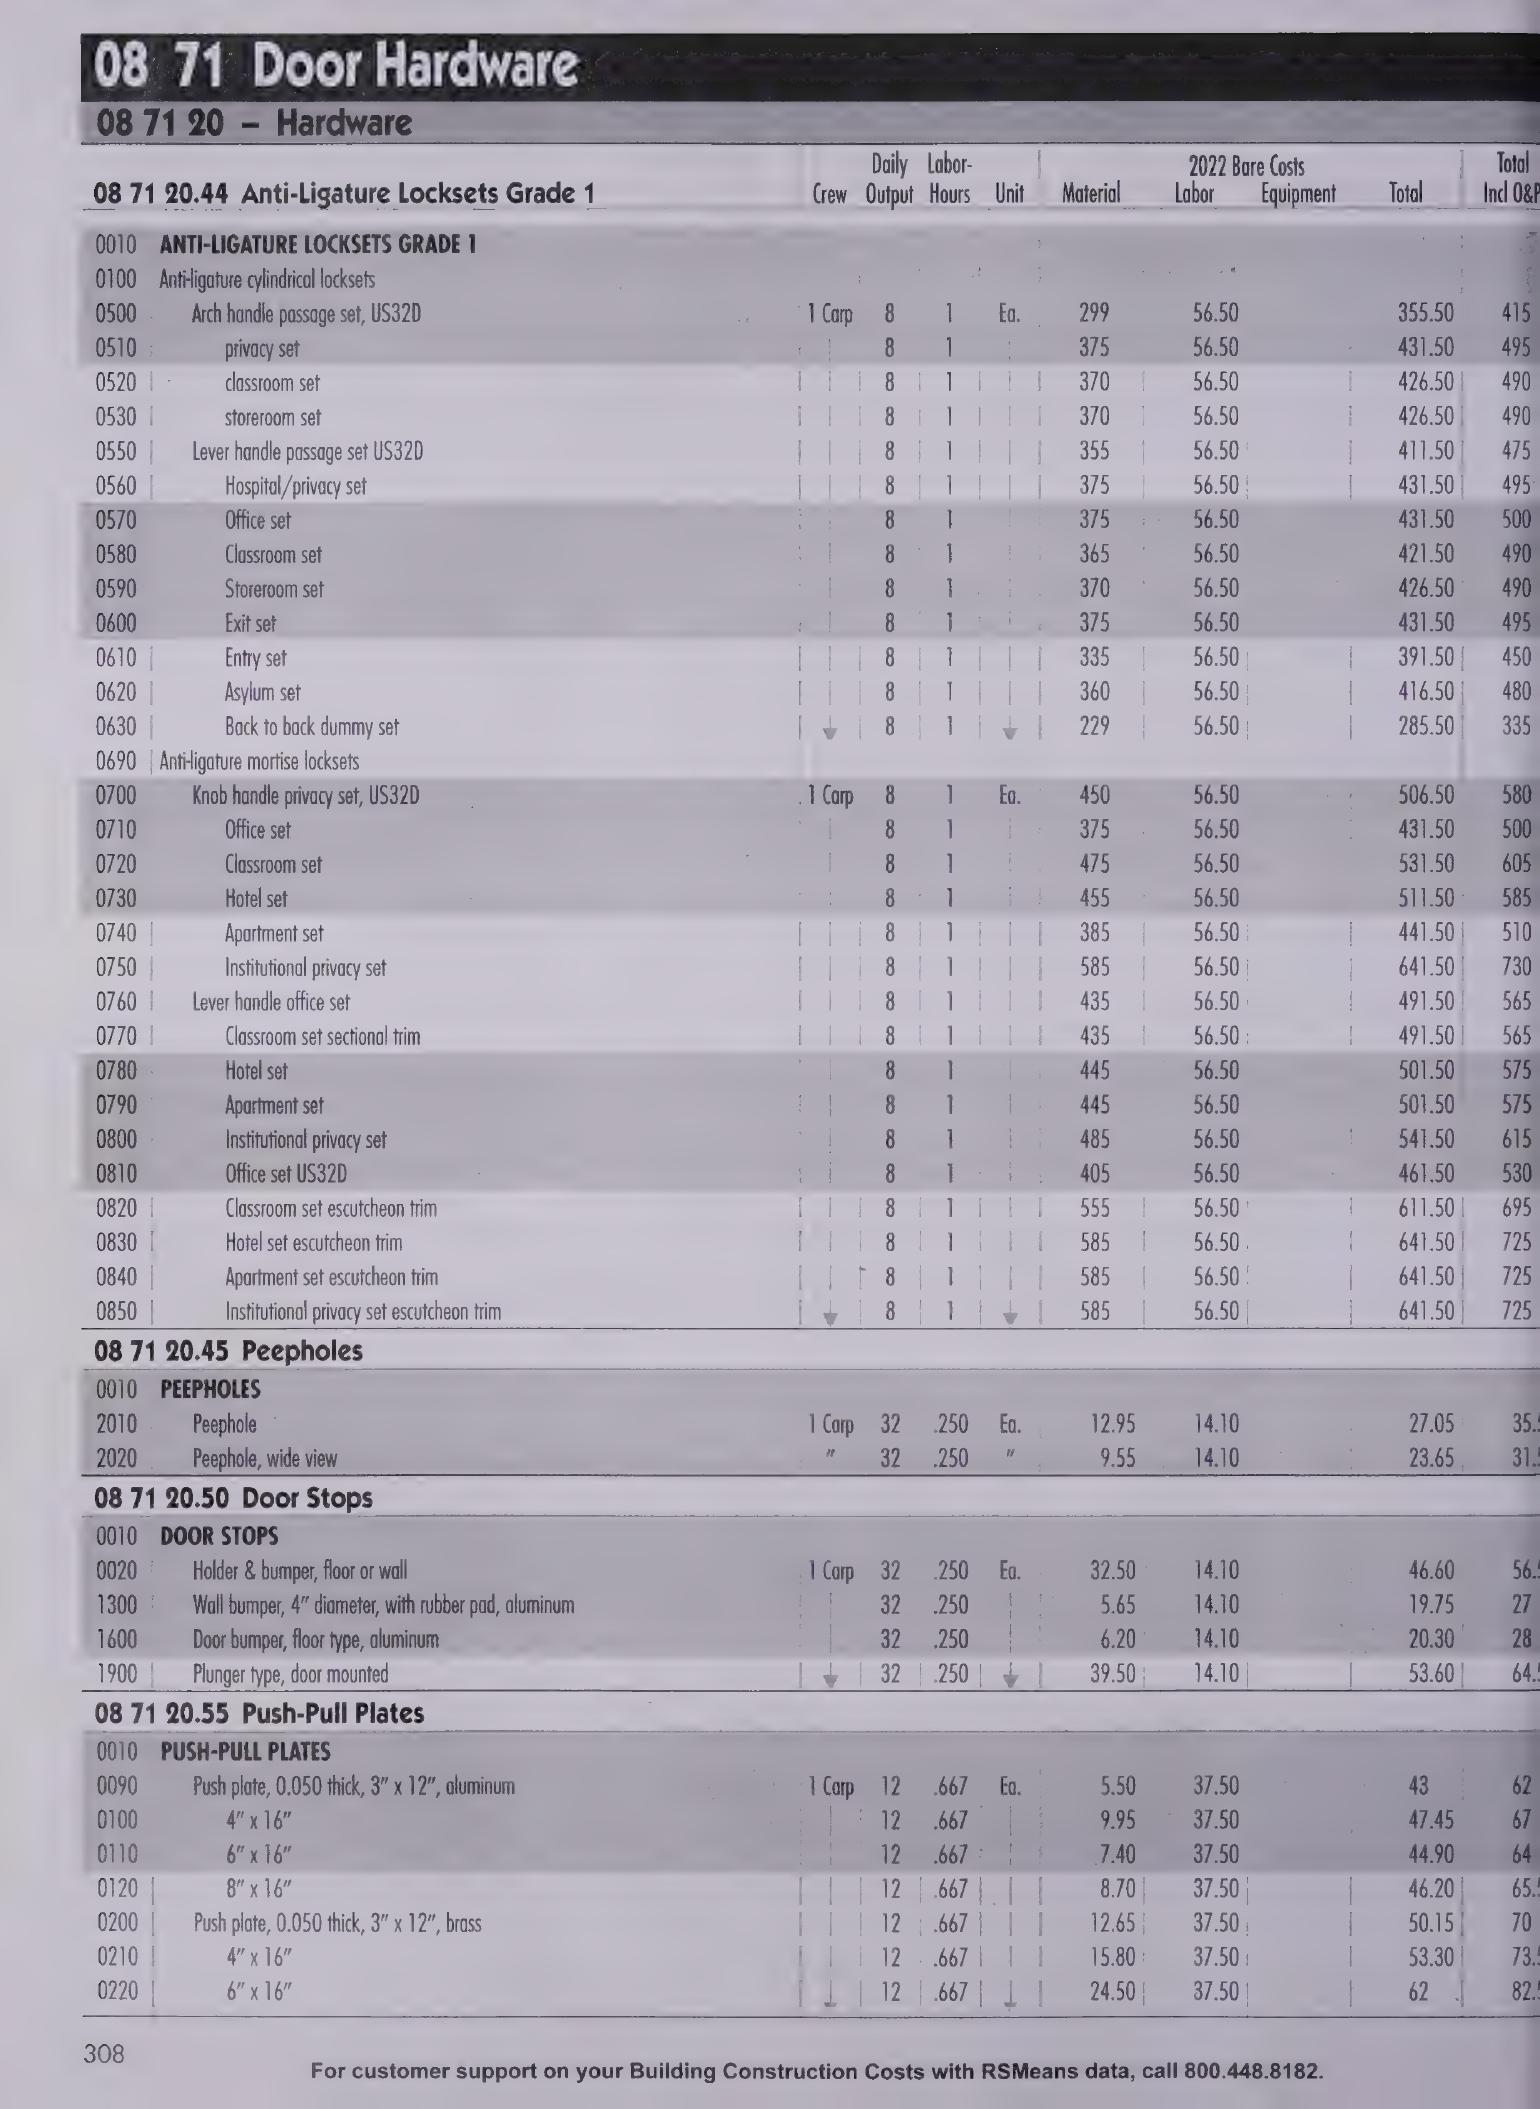 08 71 Door Hardware
08 71 20 – Hardware
Daily Labor- 2022 Bare Costs Total
08 71 20.44 Anti-Ligature Locksets Grade 1 Crew Output Hours Unit Material Labor Equipment Total Incl O&P
0010 ANTI-LIGATURE LOCKSETS GRADE 1
0100 Anti-ligature cylindrical locksets
0500 Arch handle passage set, US32D 1 Carp 8 1 Ea. 299 56.50 355.50 415
0510 privacy set 8 1 375 56.50 431.50 495
0520 classroom set 8 1 370 56.50 426.50 490
0530 storeroom set 8 1 370 56.50 426.50 490
0550 Lever handle passage set US32D 8 1 355 56.50 411.50 475
0560 Hospital/privacy set 8 1 375 56.50 431.50 495
0570 Office set 8 1 375 56.50 431.50 500
0580 Classroom set 8 1 365 56.50 421.50 490
0590 Storeroom set 8 1 370 56.50 426.50 490
0600 Exit set 8 1 375 56.50 431.50 495
0610 Entry set 8 1 335 56.50 391.50 450
0620 Asylum set 8 1 360 56.50 416.50 480
0630 Back to back dummy set 8 1 229 56.50 285.50 335
0690 Anti-ligature mortise locksets
0700 Knob handle privacy set, US32D 1 Carp 8 1 Ea. 450 56.50 506.50 580
0710 Office set 8 1 375 56.50 431.50 500
0720 Classroom set 8 1 475 56.50 531.50 605
0730 Hotel set 8 1 455 56.50 511.50 585
0740 Apartment set 8 1 385 56.50 441.50 510
0750 Institutional privacy set 8 1 585 56.50 641.50 730
0760 Lever handle office set 8 1 435 56.50 491.50 565
0770 Classroom set sectional trim 8 1 435 56.50 491.50 565
0780 Hotel set 8 1 445 56.50 501.50 575
0790 Apartment set 8 1 445 56.50 501.50 575
0800 Institutional privacy set 8 1 485 56.50 541.50 615
0810 Office set US32D 8 1 405 56.50 461.50 530
0820 Classroom set escutcheon trim 8 1 555 56.50 611.50 695
0830 Hotel set escutcheon trim 8 1 585 56.50 641.50 725
0840 Apartment set escutcheon trim 8 1 585 56.50 641.50 725
0850 Institutional privacy set escutcheon trim 8 1 585 56.50 641.50 725
08 71 20.45 Peepholes
0010 PEEPHOLES
2010 Peephole 1 Carp 32 .250 Ea. 12.95 14.10 27.05
2020 Peephole, wide view " 32 .250 " 9.55 14.10 23.65
08 71 20.50 Door Stops
0010 DOOR STOPS
0020 Holder & bumper, floor or wall 1 Carp 32 .250 Ea. 32.50 14.10 46.60
1300 Wall bumper, 4" diameter, with rubber pad, aluminum 32 .250 5.65 14.10 19.75 27
1600 Door bumper, floor type, aluminum 32 .250 6.20 14.10 20.30 28
1900 Plunger type, door mounted 32 .250 39.50 14.10 53.60
08 71 20.55 Push-Pull Plates
0010 PUSH-PULL PLATES
0090 Push plate, 0.050 thick, 3" x 12", aluminum 1 Carp 12 .667 Ea. 5.50 37.50 43 62
0100 4" x 16" 12 .667 9.95 37.50 47.45 67
0110 6" x 16" 12 .667 7.40 37.50 44.90 64
0120 8" x 16" 12 .667 8.70 37.50 46.20
0200 Push plate, 0.050 thick, 3" x 12", brass 12 .667 12.65 37.50 50.15 70
0210 4" x 16" 12 .667 15.80 37.50 53.30
0220 6" x 16" 12 .667 24.50 37.50 62
308
For customer support on your Building Construction Costs with RSMeans data, call 800.448.8182.